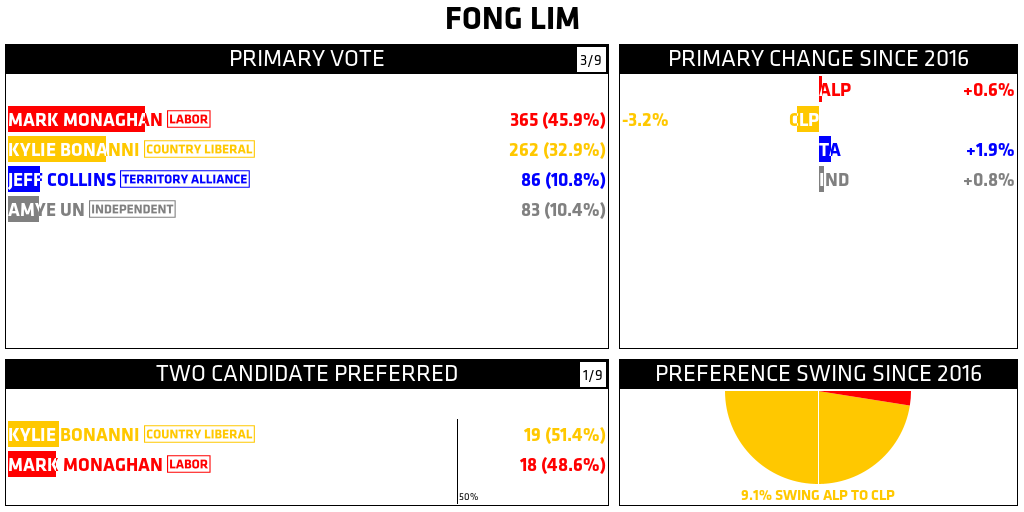 FONG LIM
PRIMARY VOTE 3/9
MARK MONAGHAN LABOR 365 (45.9%)
KYLIE BONANNI COUNTRY LIBERAL 262 (32.9%)
JEFF COLLINS TERRITORY ALLIANCE 86 (10.8%)
AMYE UN INDEPENDENT 83 (10.4%)
PRIMARY CHANGE SINCE 2016
ALP +0.6%
-3.2% CLP
TA +1.9%
IND +0.8%
TWO CANDIDATE PREFERRED 1/9
KYLIE BONANNI COUNTRY LIBERAL 19 (51.4%)
MARK MONAGHAN LABOR 18 (48.6%)
50%
PREFERENCE SWING SINCE 2016
9.1% SWING ALP TO CLP